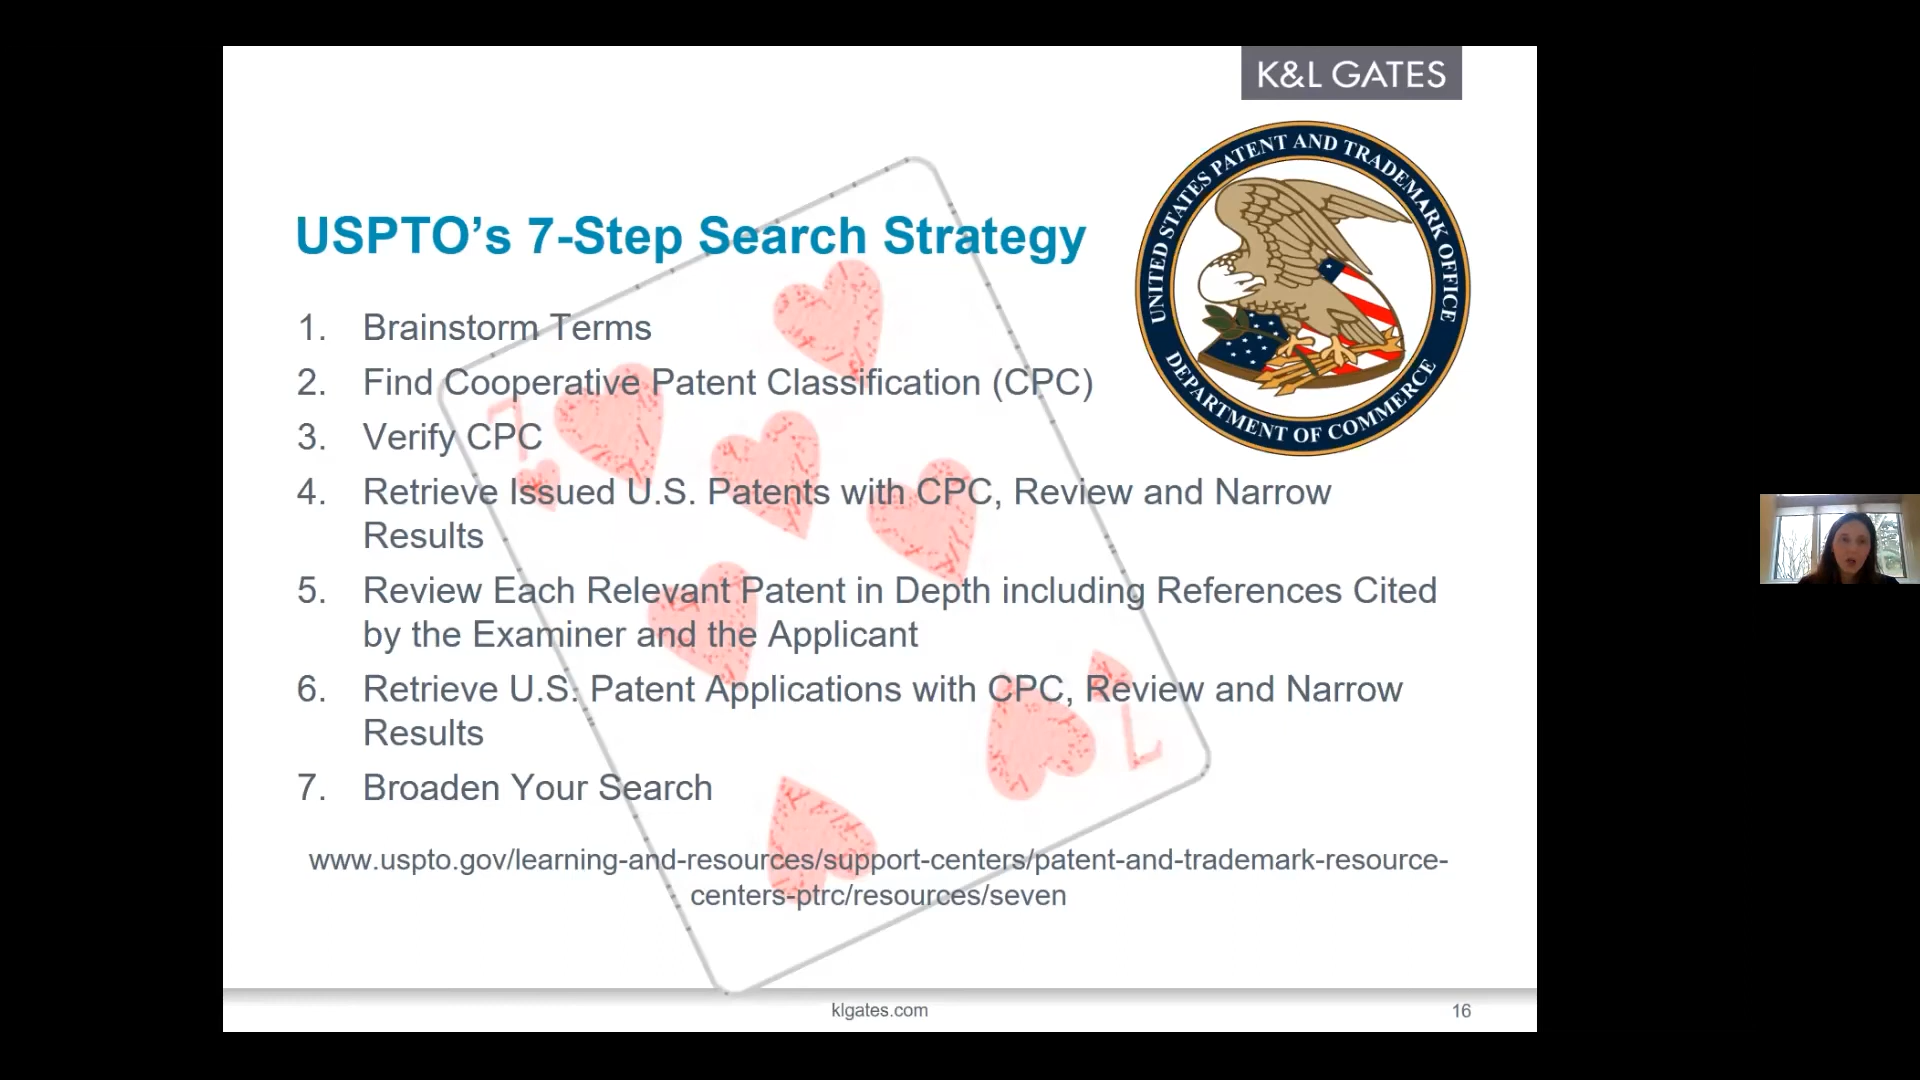 K&L GATES
UNITED STATES PATENT AND TRADEMARK OFFICE
DEPARTMENT OF COMMERCE
USPTO's 7-Step Search Strategy
1. Brainstorm Terms
2. Find Cooperative Patent Classification (CPC)
3. Verify CPC
4. Retrieve Issued U.S. Patents with CPC, Review and Narrow
Results
5. Review Each Relevant Patent in Depth including References Cited
by the Examiner and the Applicant
6. Retrieve U.S. Patent Applications with CPC, Review and Narrow
Results
7. Broaden Your Search
7
7
www.uspto.gov/learning-and-resources/support-centers/patent-and-trademark-resource-
centers-ptrc/resources/seven
klgates.com
16